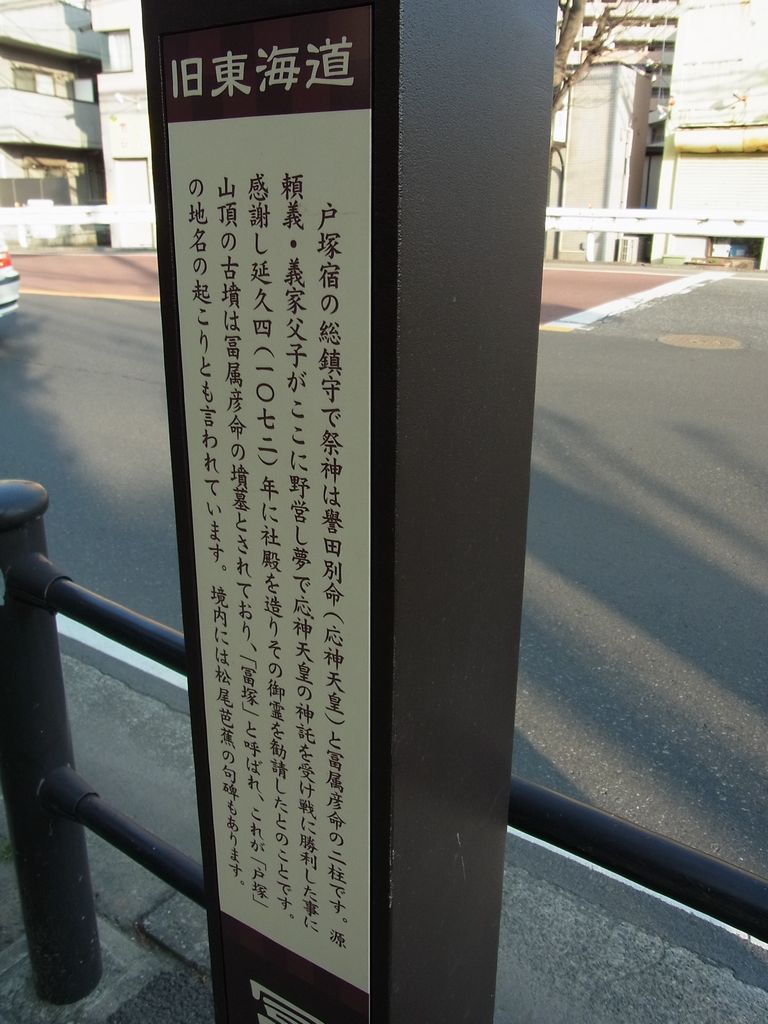 旧東海道
戸塚宿の総鎮守で祭神は譽田別命(応神天皇)と冨属彦命の二柱です。源
頼義・義家父子がここに野営し夢で応神天皇の神託を受け戦に勝利した事に
感謝し延久四(一〇七二)年に社殿を造りその御霊を勧請したとのことです。
山頂の古墳は冨属彦命の墳墓とされており、「冨塚」と呼ばれ、これが「戸塚」
の地名の起こりとも言われています。境内には松尾芭蕉の句碑もあります。